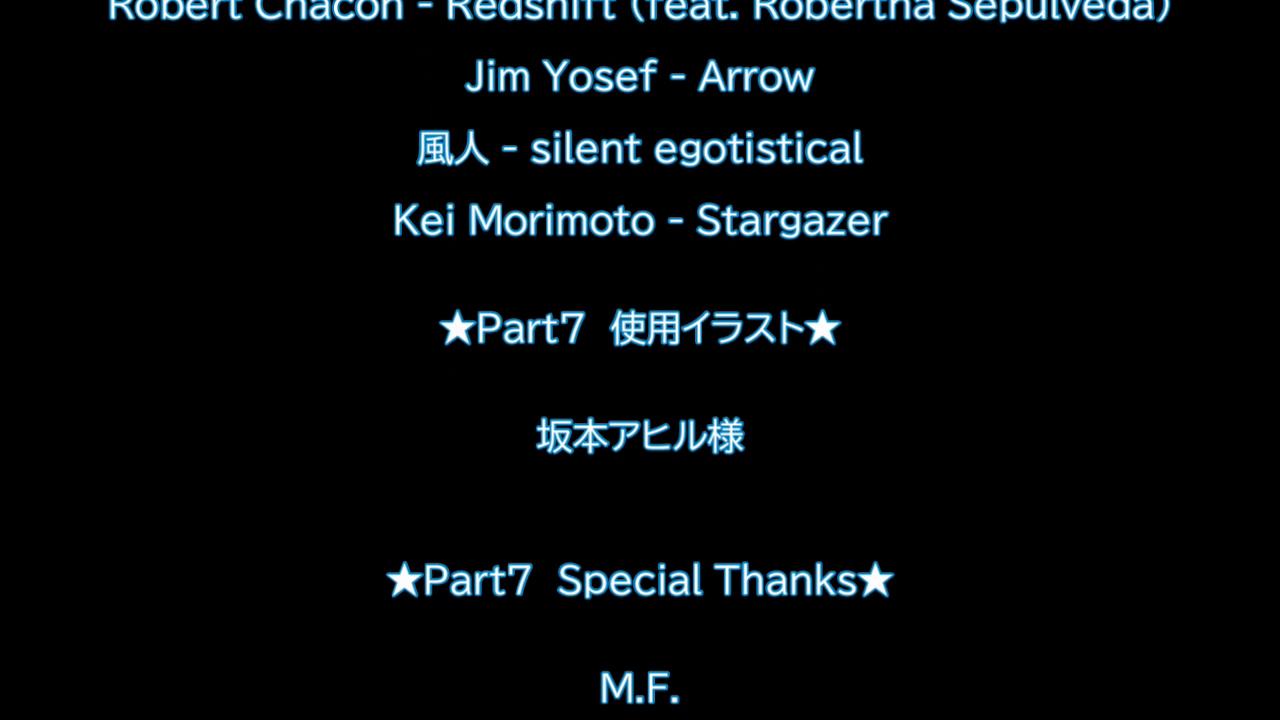 Robert Chacon - Redshift (feat. Robertha Sepulveda)
Jim Yosef - Arrow
風人 - silent egotistical
Kei Morimoto - Stargazer
★Part7 使用イラスト★
坂本アヒル様
★Part7 Special Thanks★
M.F.